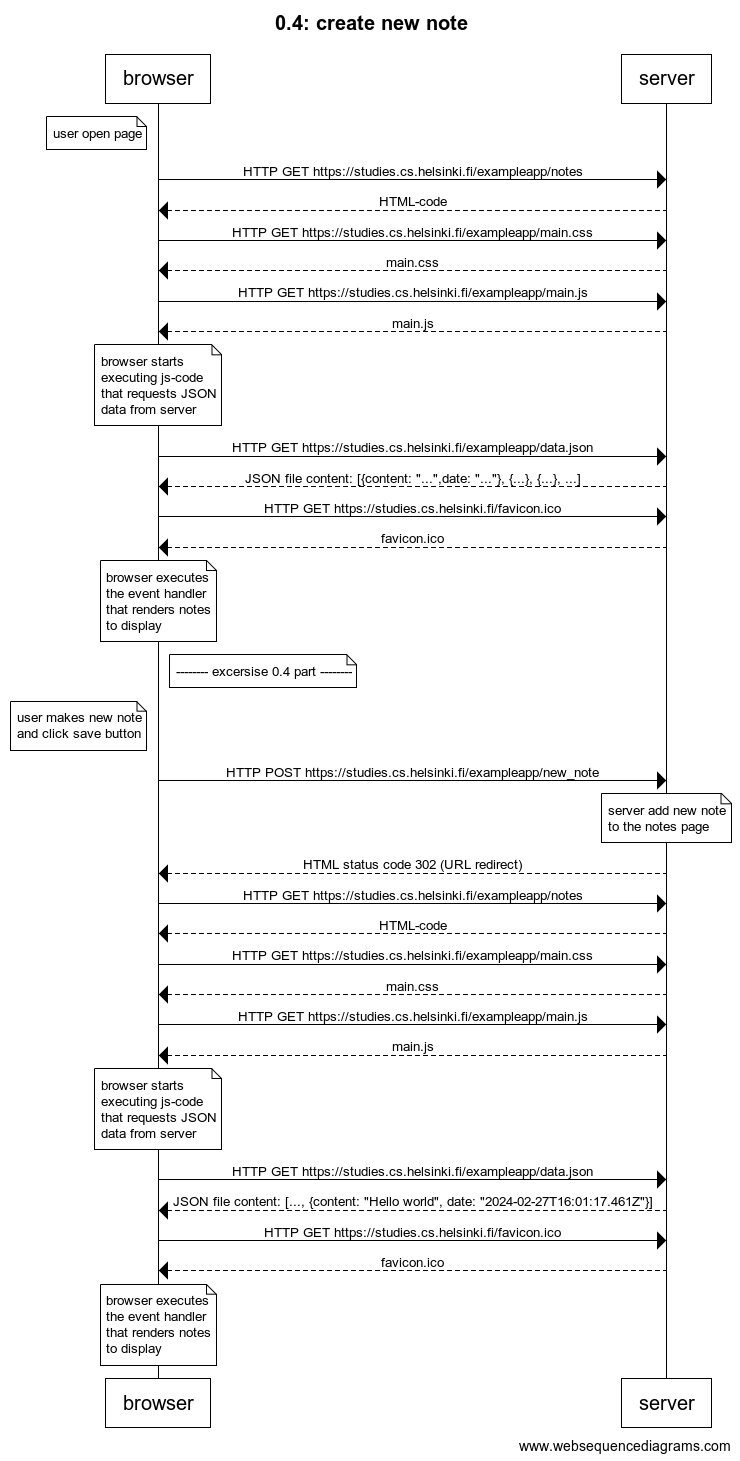 0.4: create new note
browser
server
user open page
HTTP GET https://studies.cs.helsinki.fi/exampleapp/notes
HTML-code
HTTP GET https://studies.cs.helsinki.fi/exampleapp/main.css
main.css
HTTP GET https://studies.cs.helsinki.fi/exampleapp/main.js
main.js
browser starts
executing js-code
that requests JSON
data from server
HTTP GET https://studies.cs.helsinki.fi/exampleapp/data.json
JSON file content: [{content: "...",date: "..."}, {...}, {...}, ...]
HTTP GET https://studies.cs.helsinki.fi/favicon.ico
favicon.ico
browser executes
the event handler
that renders notes
to display
-------- excersise 0.4 part --------
user makes new note
and click save button
HTTP POST https://studies.cs.helsinki.fi/exampleapp/new_note
server add new note
to the notes page
HTML status code 302 (URL redirect)
HTTP GET https://studies.cs.helsinki.fi/exampleapp/notes
HTML-code
HTTP GET https://studies.cs.helsinki.fi/exampleapp/main.css
main.css
HTTP GET https://studies.cs.helsinki.fi/exampleapp/main.js
main.js
browser starts
executing js-code
that requests JSON
data from server
HTTP GET https://studies.cs.helsinki.fi/exampleapp/data.json
JSON file content: [..., {content: "Hello world", date: "2024-02-27T16:01:17.461Z"}]
HTTP GET https://studies.cs.helsinki.fi/favicon.ico
favicon.ico
browser executes
the event handler
that renders notes
to display
browser
server
www.websequencediagrams.com